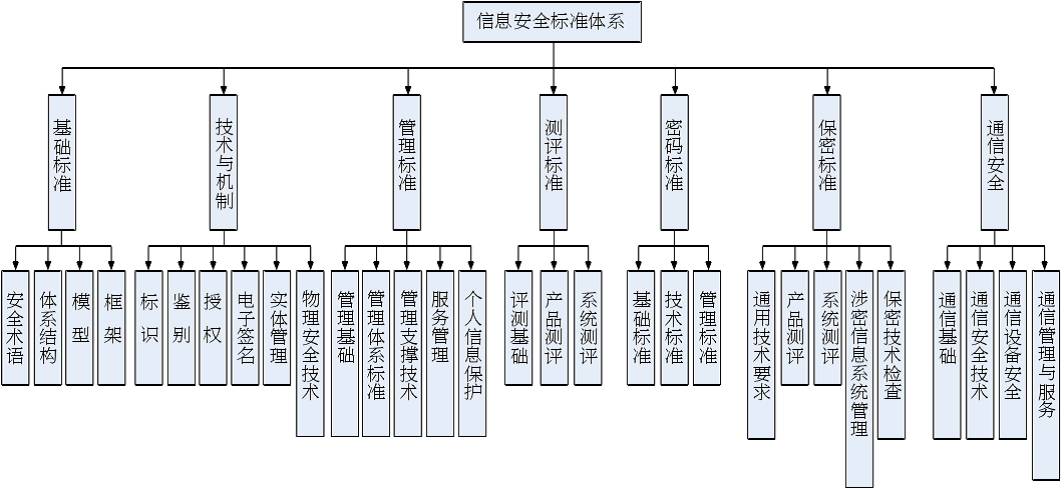 信息安全标准体系
基础标准
技术与机制
管理标准
测评标准
密码标准
保密标准
通信安全
安全术语
体系结构
模型
框架
标识
鉴别
授权
电子签名
实体管理
物理安全技术
管理基础
管理体系标准
管理支撑技术
服务管理
个人信息保护
评测基础
产品测评
系统测评
基础标准
技术标准
管理标准
通用技术要求
产品测评
系统测评
涉密信息系统管理
保密技术检查
通信基础
通信安全技术
通信设备安全
通信管理与服务